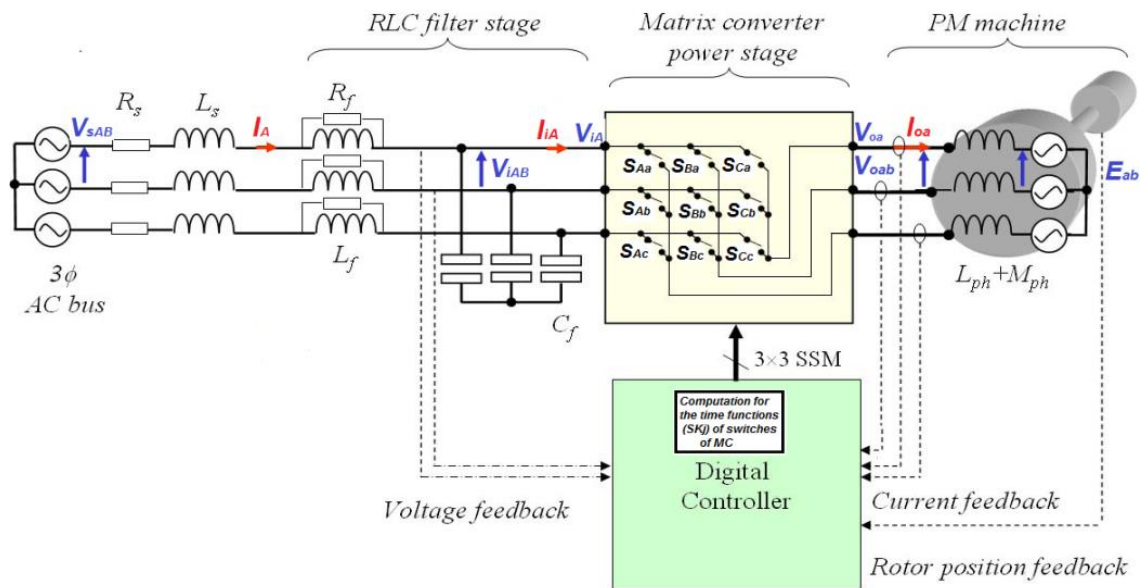 RLC filter stage
Matrix converter
power stage
PM machine
R_s
L_s
R_f
V_sAB
I_A
I_iA
V_iA
V_iAB
V_oa
I_oa
V_oab
E_ab
S_Aa S_Ba S_Ca
S_Ab S_Bb S_Cb
S_Ac S_Bc S_Cc
L_f
3ϕ
AC bus
C_f
L_ph+M_ph
3×3 SSM
Computation for
the time functions
(SKj) of switches
of MC
Digital
Controller
Voltage feedback
Current feedback
Rotor position feedback